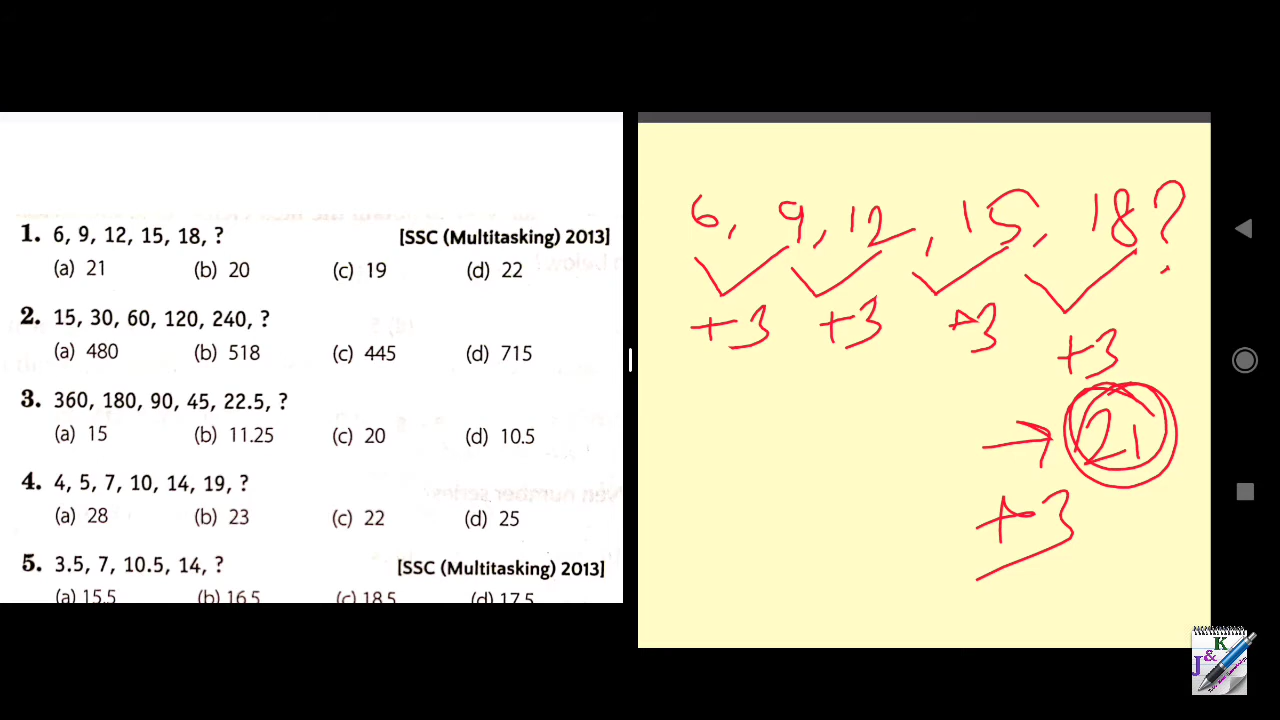 1. 6, 9, 12, 15, 18, ? [SSC (Multitasking) 2013]
(a) 21 (b) 20 (c) 19 (d) 22
2. 15, 30, 60, 120, 240, ?
(a) 480 (b) 518 (c) 445 (d) 715
3. 360, 180, 90, 45, 22.5, ?
(a) 15 (b) 11.25 (c) 20 (d) 10.5
4. 4, 5, 7, 10, 14, 19, ?
(a) 28 (b) 23 (c) 22 (d) 25
5. 3.5, 7, 10.5, 14, ? [SSC (Multitasking) 2013]
(a) 15.5 (b) 16.5 (c) 18.5 (d) 17.5
6, 9, 12, 15, 18 ?
+3 +3 +3
+3
21
+3
J & K